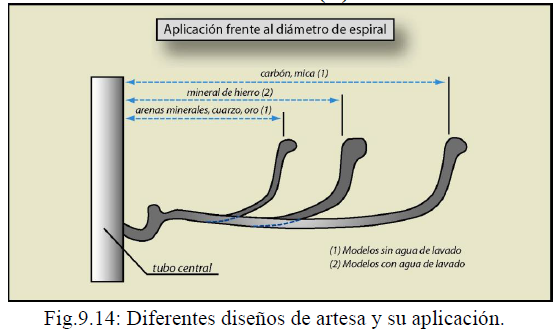 Aplicación frente al diámetro de espiral
carbón, mica (1)
mineral de hierro (2)
arenas minerales, cuarzo, oro (1)
(1) Modelos sin agua de lavado
(2) Modelos con agua de lavado
tubo central
Fig.9.14: Diferentes diseños de artesa y su aplicación.